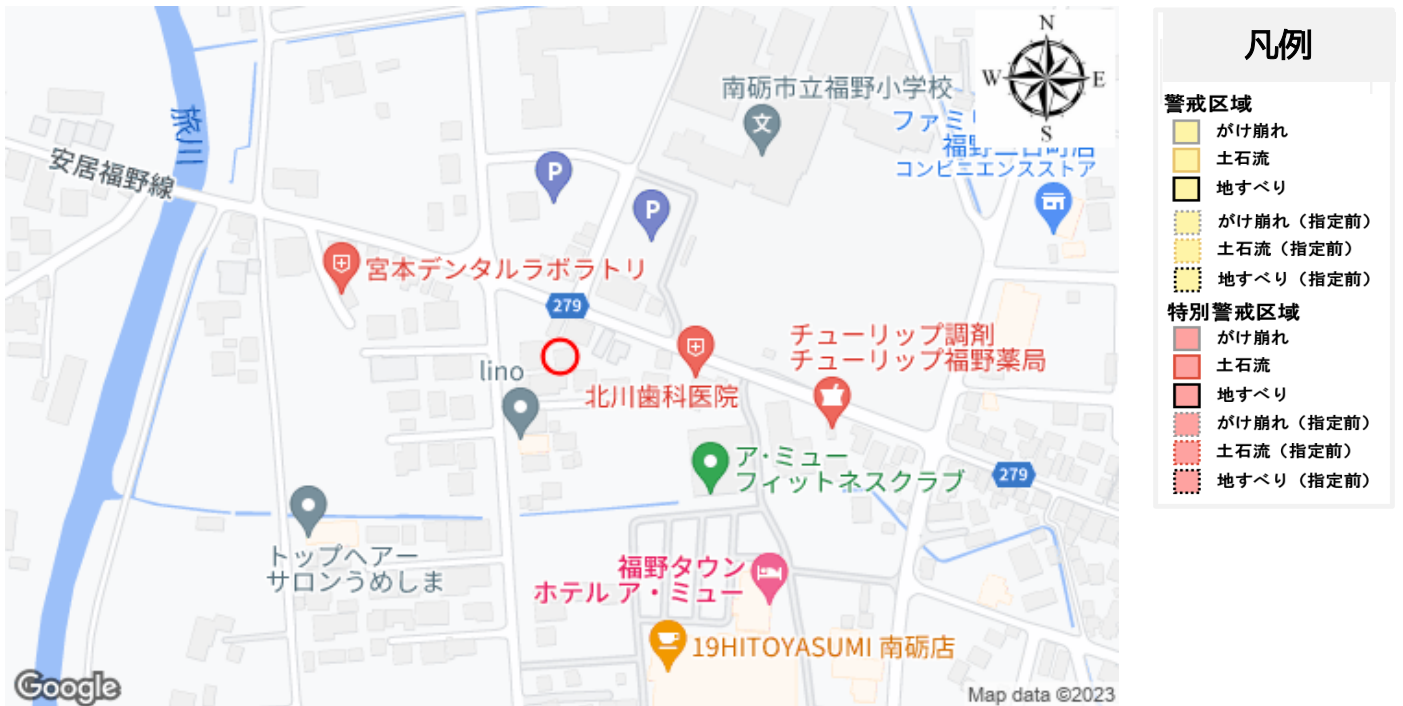 N
W
E
S
南砺市立福野小学校
ファミリ
福野二日町店
コンビニエンスストア
旅川
安居福野線
P
P
文
宮本デンタルラボラトリ
279
チューリップ調剤
チューリップ福野薬局
lino
北川歯科医院
ア・ミュー
フィットネスクラブ
279
トップヘアー
サロンうめしま
福野タウン
ホテル ア・ミュー
19HITOYASUMI 南砺店
Google
Map data ©2023
凡例
警戒区域
がけ崩れ
土石流
地すべり
がけ崩れ（指定前）
土石流（指定前）
地すべり（指定前）
特別警戒区域
がけ崩れ
土石流
地すべり
がけ崩れ（指定前）
土石流（指定前）
地すべり（指定前）